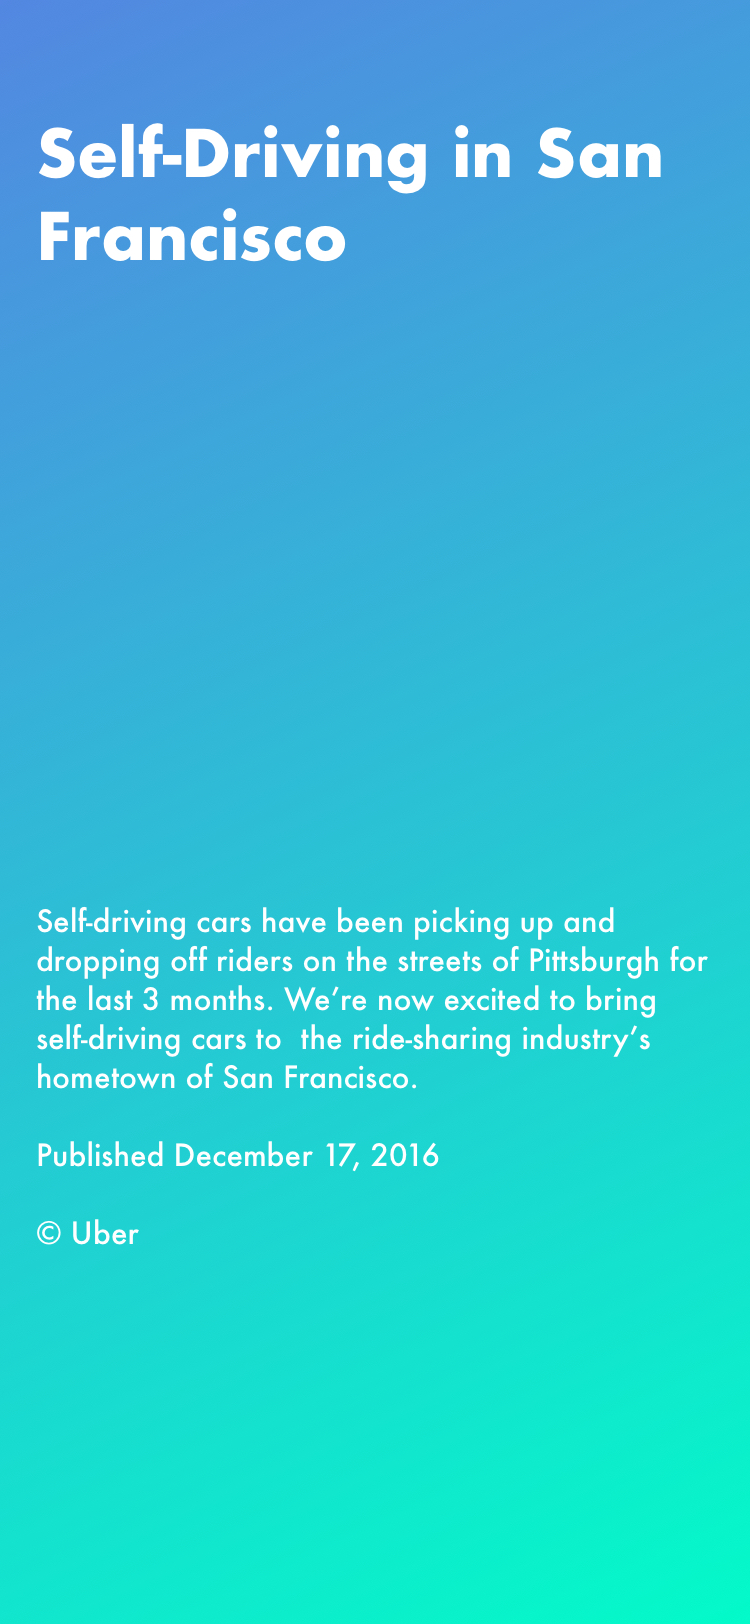 Self-Driving in San
Francisco
Self-driving cars have been picking up and
dropping off riders on the streets of Pittsburgh for
the last 3 months. We’re now excited to bring
self-driving cars to  the ride-sharing industry’s
hometown of San Francisco.
Published December 17, 2016
© Uber